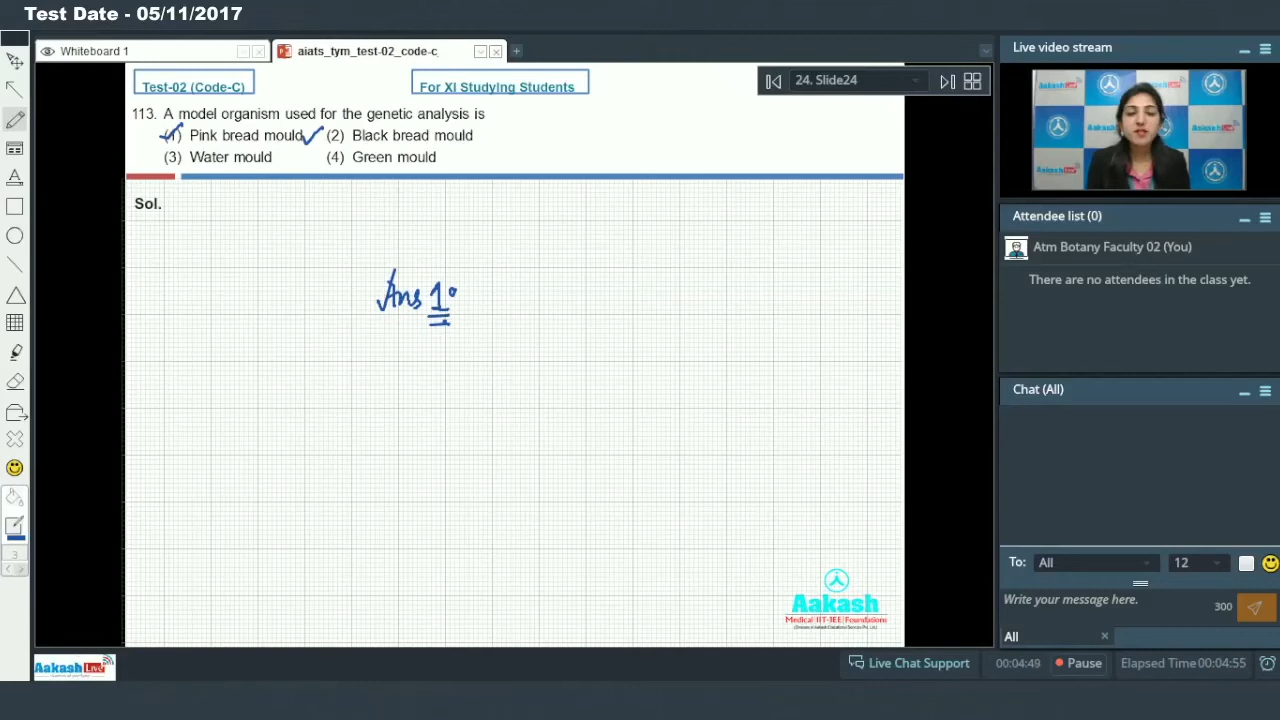 Test Date - 05/11/2017
Whiteboard 1
aiats_tym_test-02_code-c
Live video stream
Test-02 (Code-C)
For XI Studying Students
24. Slide24
113. A model organism used for the genetic analysis is
(1) Pink bread mould (2) Black bread mould
(3) Water mould (4) Green mould
Sol.
Ans 1
Attendee list (0)
Atm Botany Faculty 02 (You)
There are no attendees in the class yet.
Chat (All)
To: All 12
Write your message here. 300
All
3
Aakash
Medical | IIT-JEE | Foundations
AakashLive
Live Chat Support 00:04:49 Pause Elapsed Time 00:04:55